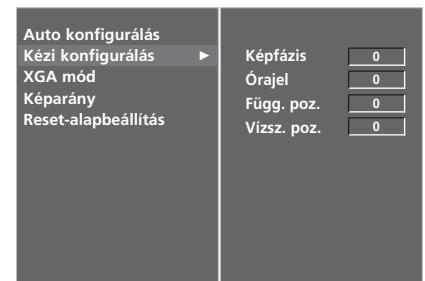 Auto konfigurálás
Kézi konfigurálás ►
XGA mód
Képarány
Reset-alapbeállítás
Képfázis 0
Órajel 0
Függ. poz. 0
Vízsz. poz. 0